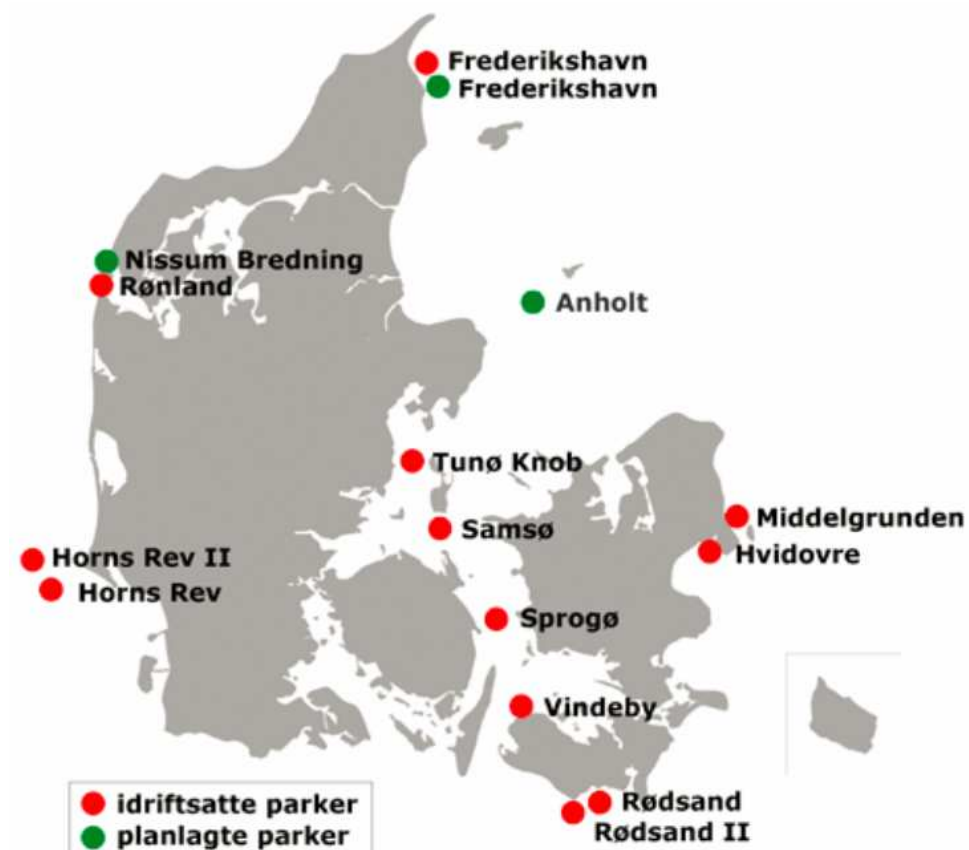 Frederikshavn
Frederikshavn
Nissum Bredning
Rønland
Anholt
Tunø Knob
Samsø
Middelgrunden
Hvidovre
Horns Rev II
Horns Rev
Sprogø
Vindeby
Rødsand
Rødsand II
idriftsatte parker
planlagte parker